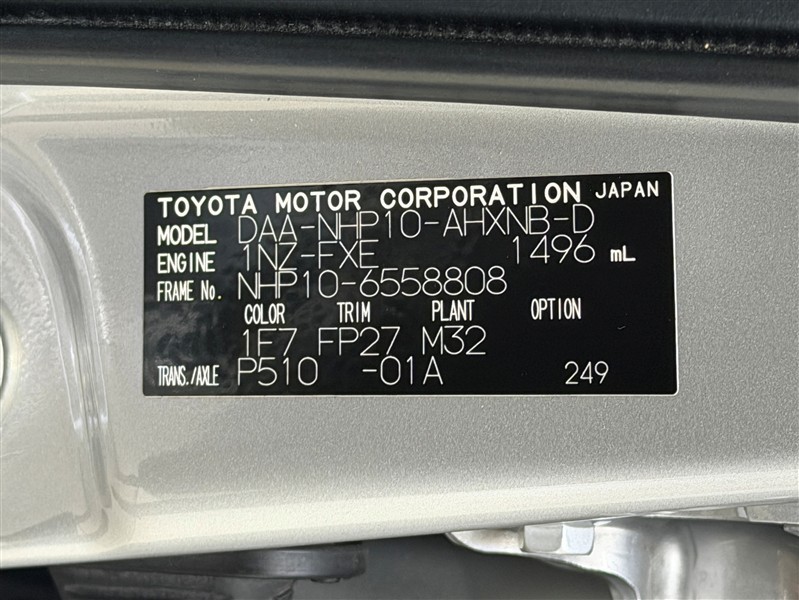 TOYOTA MOTOR CORPORATION JAPAN
MODEL DAA-NHP10-AHXNB-D
ENGINE 1NZ-FXE 1496 mL
FRAME No. NHP10-6558808
COLOR TRIM PLANT OPTION
1F7 FP27 M32
TRANS./AXLE P510 -01A 249